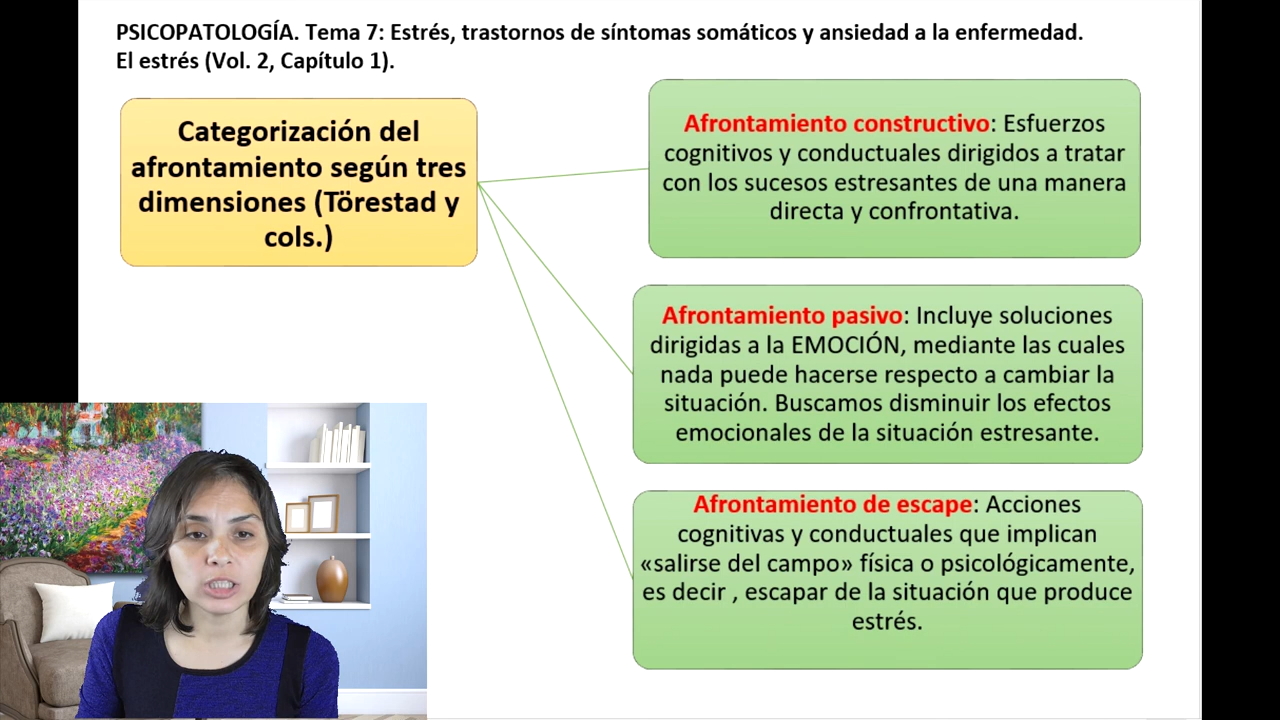 PSICOPATOLOGÍA. Tema 7: Estrés, trastornos de síntomas somáticos y ansiedad a la enfermedad.
El estrés (Vol. 2, Capítulo 1).
Categorización del
afrontamiento según tres
dimensiones (Törestad y
cols.)
Afrontamiento constructivo: Esfuerzos
cognitivos y conductuales dirigidos a tratar
con los sucesos estresantes de una manera
directa y confrontativa.
Afrontamiento pasivo: Incluye soluciones
dirigidas a la EMOCIÓN, mediante las cuales
nada puede hacerse respecto a cambiar la
situación. Buscamos disminuir los efectos
emocionales de la situación estresante.
Afrontamiento de escape: Acciones
cognitivas y conductuales que implican
«salirse del campo» física o psicológicamente,
es decir , escapar de la situación que produce
estrés.